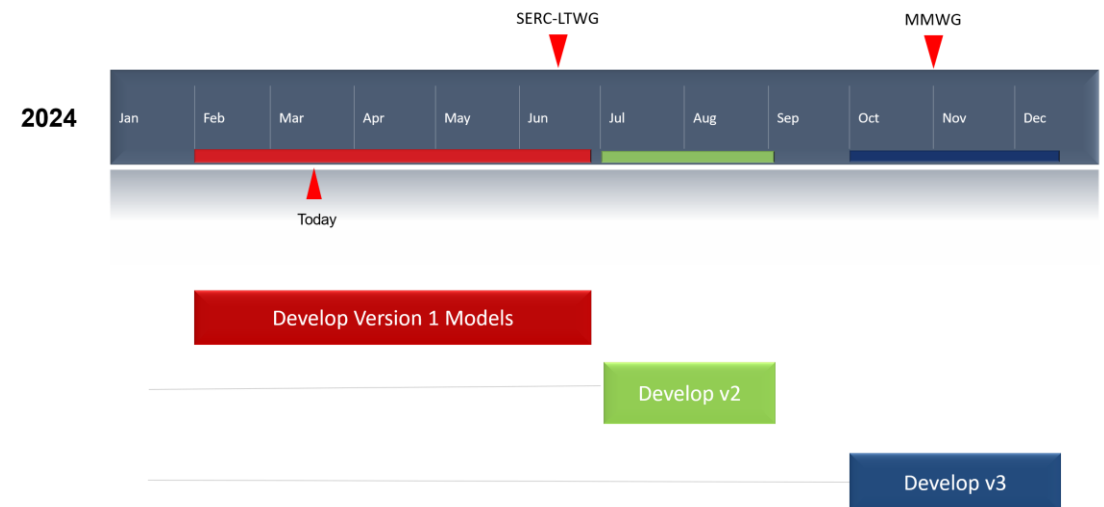 SERC-LTWG
MMWG
2024
Jan
Feb
Mar
Apr
May
Jun
Jul
Aug
Sep
Oct
Nov
Dec
Today
Develop Version 1 Models
Develop v2
Develop v3